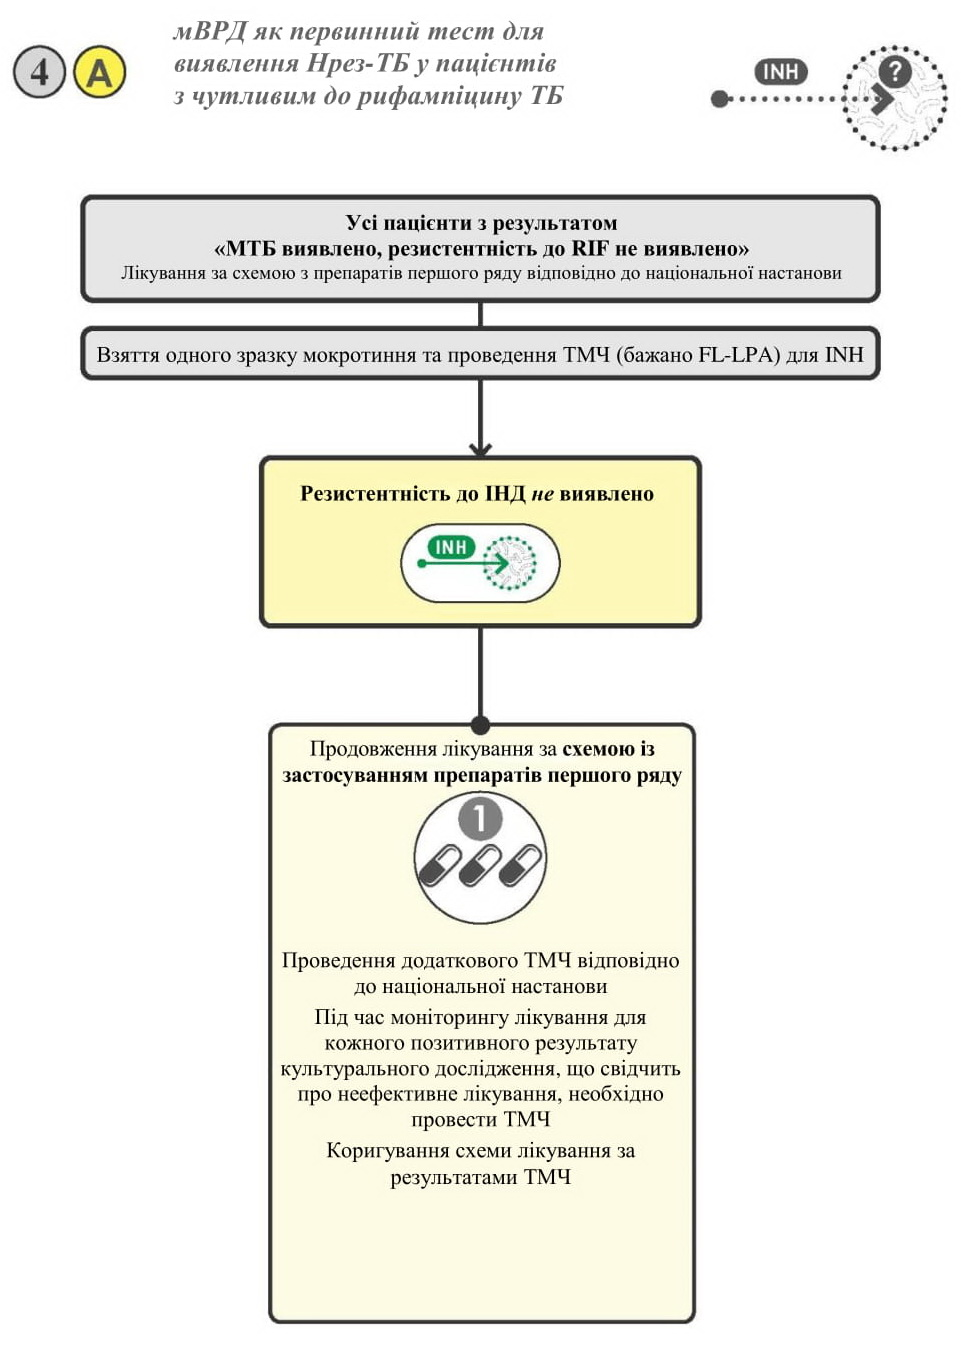 4 A
мВРД як первинний тест для
виявлення Нрез-ТБ у пацієнтів
з чутливим до рифампіцину ТБ
INH
?
Усі пацієнти з результатом
«МТБ виявлено, резистентність до RIF не виявлено»
Лікування за схемою з препаратів першого ряду відповідно до національної настанови
Взяття одного зразку мокротиння та проведення ТМЧ (бажано FL-LPA) для INH
Резистентність до ІНД не виявлено
INH
Продовження лікування за схемою із
застосуванням препаратів першого ряду
1
Проведення додаткового ТМЧ відповідно
до національної настанови
Під час моніторингу лікування для
кожного позитивного результату
культурального дослідження, що свідчить
про неефективне лікування, необхідно
провести ТМЧ
Коригування схеми лікування за
результатами ТМЧ